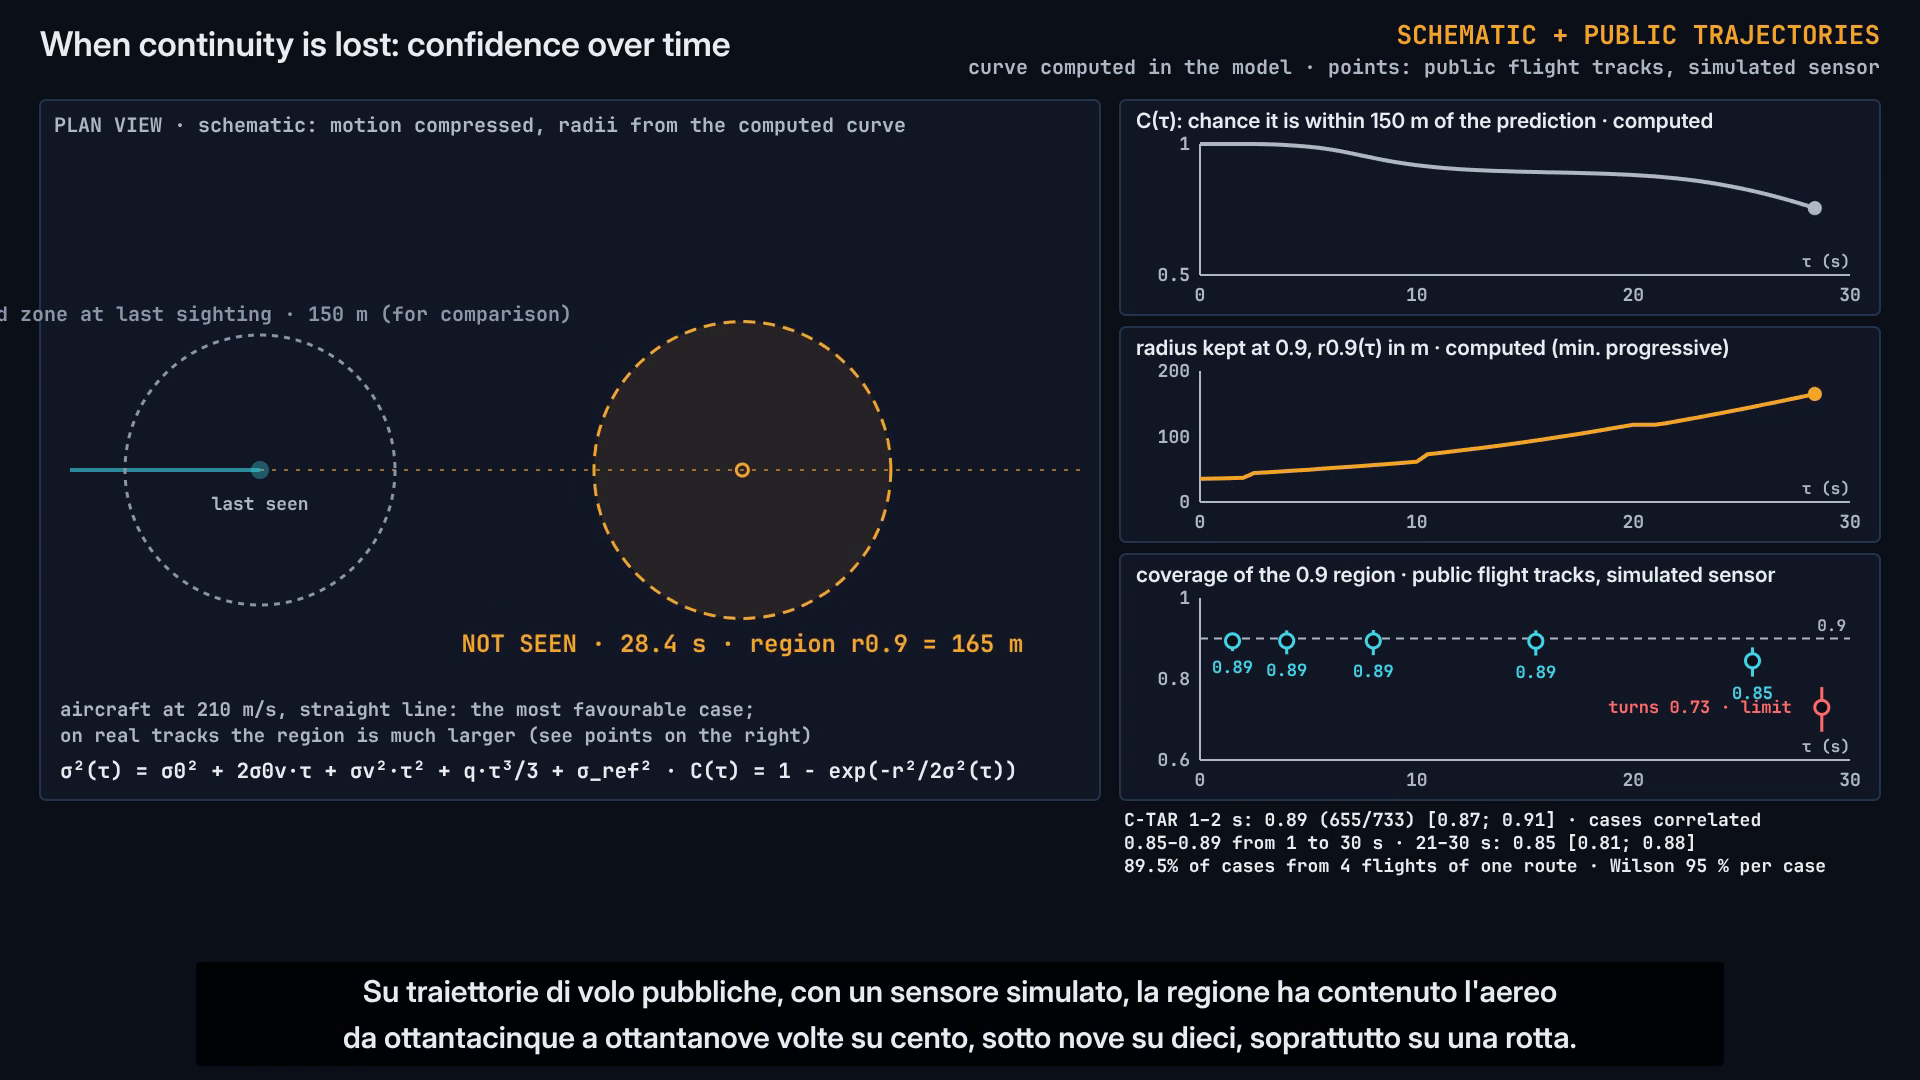 When continuity is lost: confidence over time
SCHEMATIC + PUBLIC TRAJECTORIES
curve computed in the model · points: public flight tracks, simulated sensor
PLAN VIEW · schematic: motion compressed, radii from the computed curve
d zone at last sighting · 150 m (for comparison)
last seen
NOT SEEN · 28.4 s · region r0.9 = 165 m
aircraft at 210 m/s, straight line: the most favourable case;
on real tracks the region is much larger (see points on the right)
σ²(τ) = σ0² + 2σ0v·τ + σv²·τ² + q·τ³/3 + σ_ref² · C(τ) = 1 - exp(-r²/2σ²(τ))
C(τ): chance it is within 150 m of the prediction · computed
1
0.5
τ (s)
0 10 20 30
radius kept at 0.9, r0.9(τ) in m · computed (min. progressive)
200
100
0
τ (s)
0 10 20 30
coverage of the 0.9 region · public flight tracks, simulated sensor
1
0.9
0.89 0.89 0.89 0.89
0.8
0.85
turns 0.73 · limit
τ (s)
0.6
0 10 20 30
C-TAR 1–2 s: 0.89 (655/733) [0.87; 0.91] · cases correlated
0.85–0.89 from 1 to 30 s · 21–30 s: 0.85 [0.81; 0.88]
89.5% of cases from 4 flights of one route · Wilson 95 % per case
Su traiettorie di volo pubbliche, con un sensore simulato, la regione ha contenuto l'aereo
da ottantacinque a ottantanove volte su cento, sotto nove su dieci, soprattutto su una rotta.